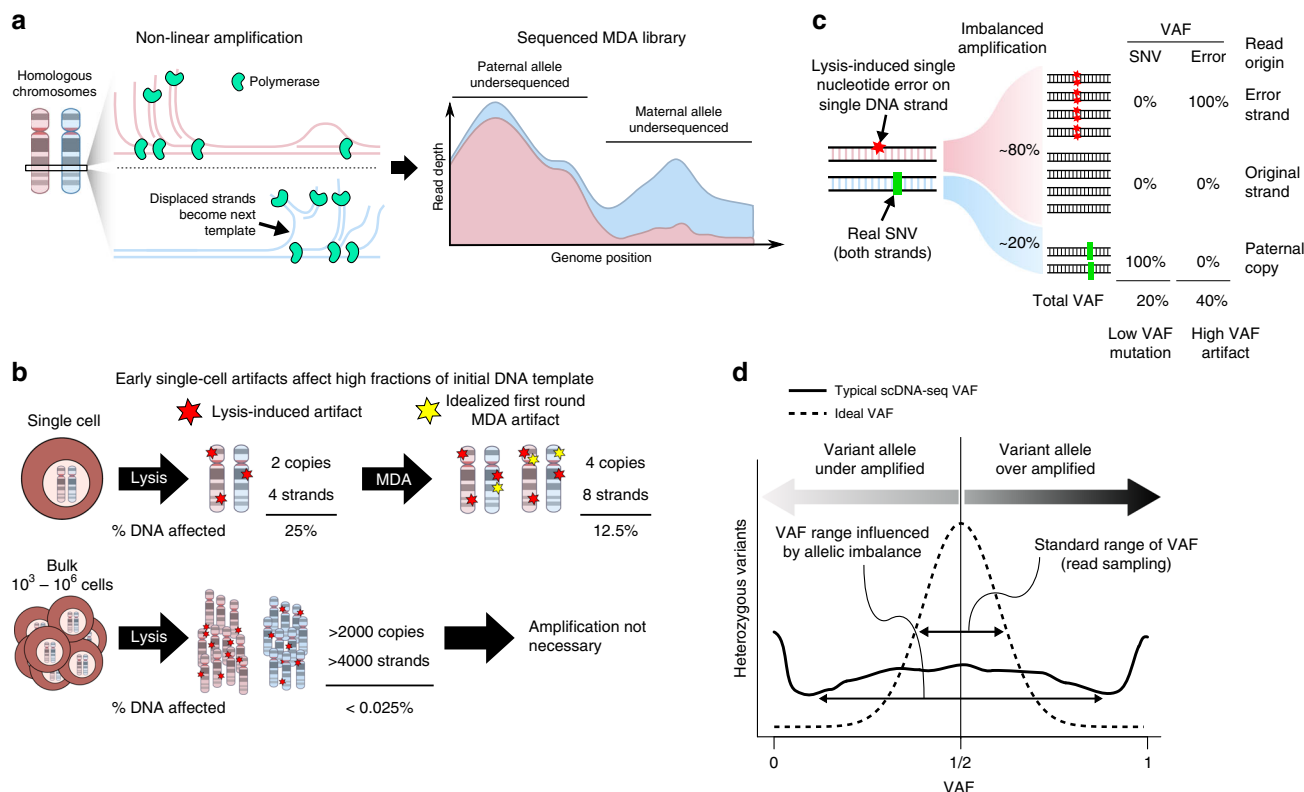 a
Non-linear amplification
Homologous
chromosomes
Polymerase
Displaced strands
become next
template
Sequenced MDA library
Paternal allele
undersequenced
Maternal allele
undersequenced
Read depth
Genome position
c
Imbalanced
amplification
VAF
SNV
Error
Read
origin
Lysis-induced single
nucleotide error on
single DNA strand
~80%
~20%
Real SNV
(both strands)
0%
100%
Error
strand
0%
0%
Original
strand
100%
0%
Paternal
copy
Total VAF
20%
40%
Low VAF
mutation
High VAF
artifact
b
Early single-cell artifacts affect high fractions of initial DNA template
Lysis-induced artifact
Idealized first round
MDA artifact
Single cell
Lysis
2 copies
4 strands
MDA
4 copies
8 strands
% DNA affected
25%
12.5%
Bulk
10³ – 10⁶ cells
Lysis
>2000 copies
>4000 strands
Amplification not
necessary
% DNA affected
< 0.025%
d
Typical scDNA-seq VAF
Ideal VAF
Variant allele
under amplified
Variant allele
over amplified
VAF range influenced
by allelic imbalance
Standard range of VAF
(read sampling)
Heterozygous variants
0
1/2
1
VAF